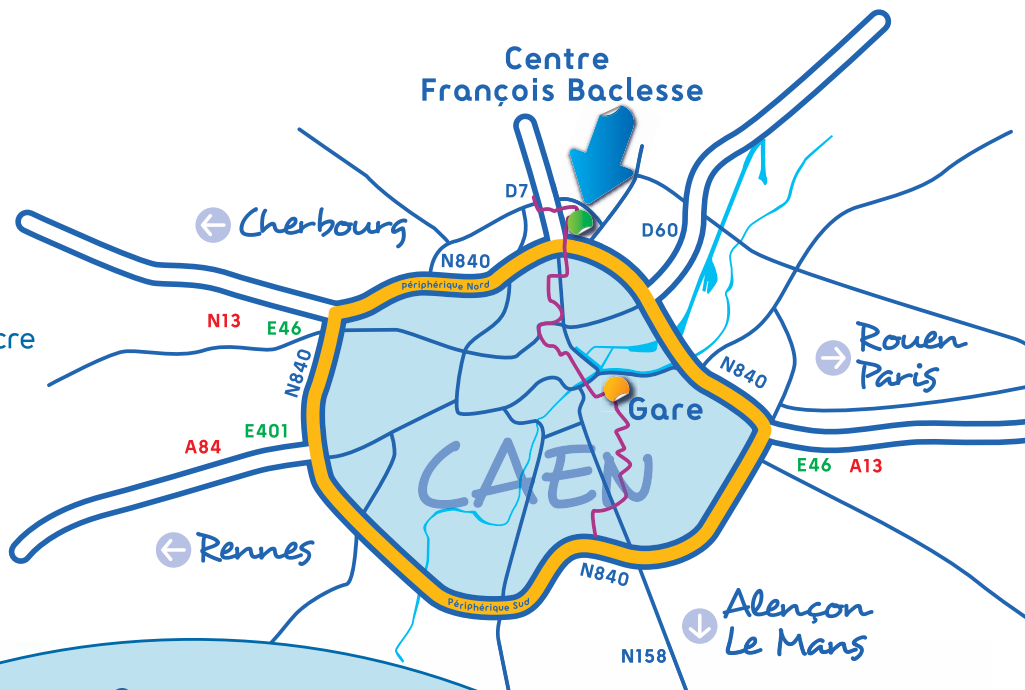 Centre
François Baclesse
D7
Cherbourg
D60
N840
périphérique Nord
N13
E46
cre
N840
N840
Rouen
Paris
Gare
E401
A84
CAEN
E46
A13
Rennes
N840
Périphérique Sud
Alençon
Le Mans
N158